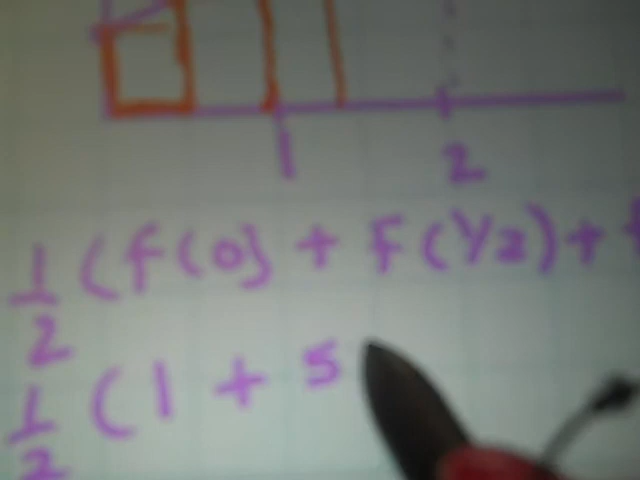 1 2
1/2 (f(0) + f(1/2) +
1/2 (1 + 5